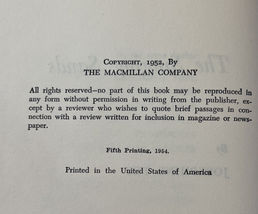 COPYRIGHT, 1952, BY
THE MACMILLAN COMPANY
All rights reserved—no part of this book may be reproduced in
any form without permission in writing from the publisher, ex-
cept by a reviewer who wishes to quote brief passages in con-
nection with a review written for inclusion in magazine or news-
paper.
Fifth Printing, 1954.
Printed in the United States of America